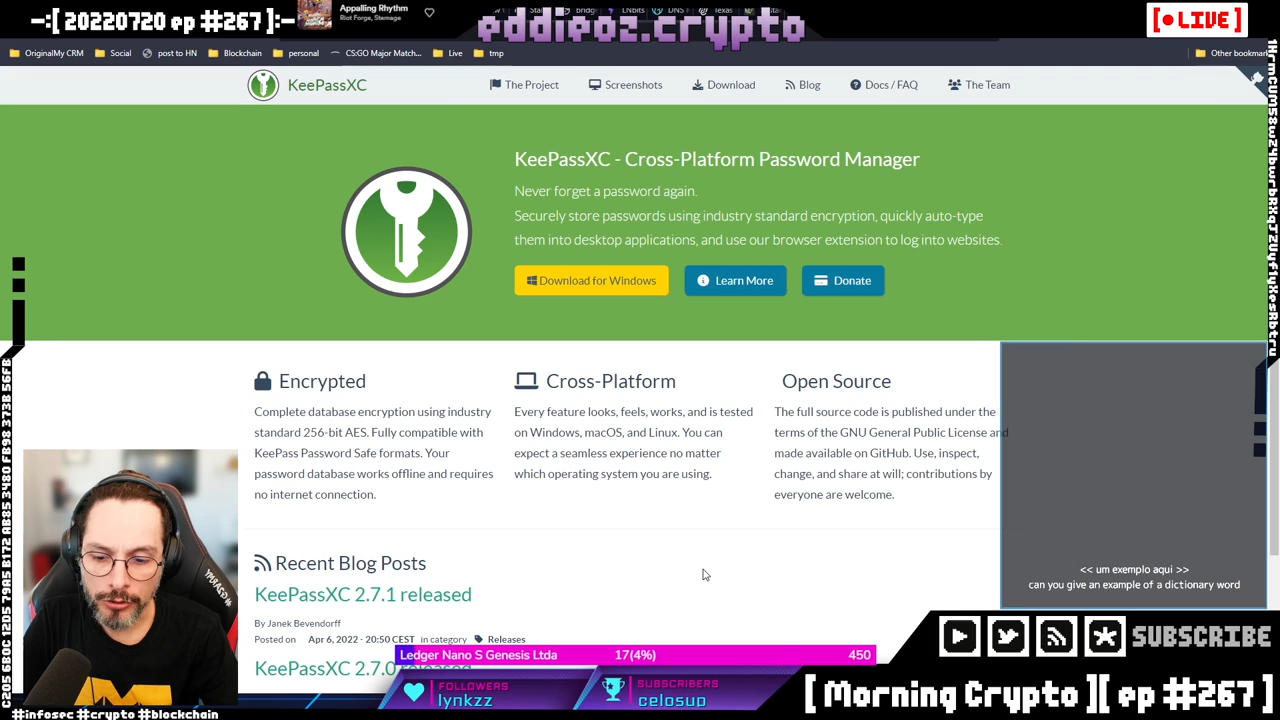 -:[ 20220720 ep #267 ]:-
Appalling Rhythm
Riot Forge, Stemage
Bridge
LNbits
DNS
Texas
eddieoz.crypto
[● LIVE]
OriginalMy CRM
Social
post to HN
Blockchain
personal
CS:GO Major Match...
Live
tmp
Other bookmar
KeePassXC
The Project
Screenshots
Download
Blog
Docs / FAQ
The Team
KeePassXC - Cross-Platform Password Manager
Never forget a password again.
Securely store passwords using industry standard encryption, quickly auto-type
them into desktop applications, and use our browser extension to log into websites.
Download for Windows
Learn More
Donate
Encrypted
Complete database encryption using industry
standard 256-bit AES. Fully compatible with
KeePass Password Safe formats. Your
password database works offline and requires
no internet connection.
Cross-Platform
Every feature looks, feels, works, and is tested
on Windows, macOS, and Linux. You can
expect a seamless experience no matter
which operating system you are using.
Open Source
The full source code is published under the
terms of the GNU General Public License and
made available on GitHub. Use, inspect,
change, and share at will; contributions by
everyone are welcome.
Recent Blog Posts
KeePassXC 2.7.1 released
By Janek Bevendorff
Posted on Apr 6, 2022 - 20:50 CEST in category Releases
KeePassXC 2.7.0 released
<< um exemplo aqui >>
can you give an example of a dictionary word
SUBSCRIBE
Ledger Nano S Genesis Ltda 17(4%) 450
FOLLOWERS
lynkzz
SUBSCRIBERS
celosup
[ Morning Crypto ][ ep #267 ]
#infosec #crypto #blockchain